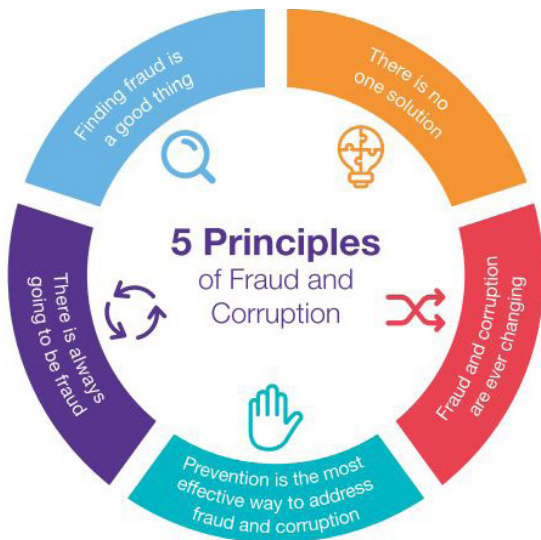 5 Principles
of Fraud and
Corruption
Finding fraud is
a good thing
There is no
one solution
Fraud and corruption
are ever changing
Prevention is the most
effective way to address
fraud and corruption
There is always
going to be fraud